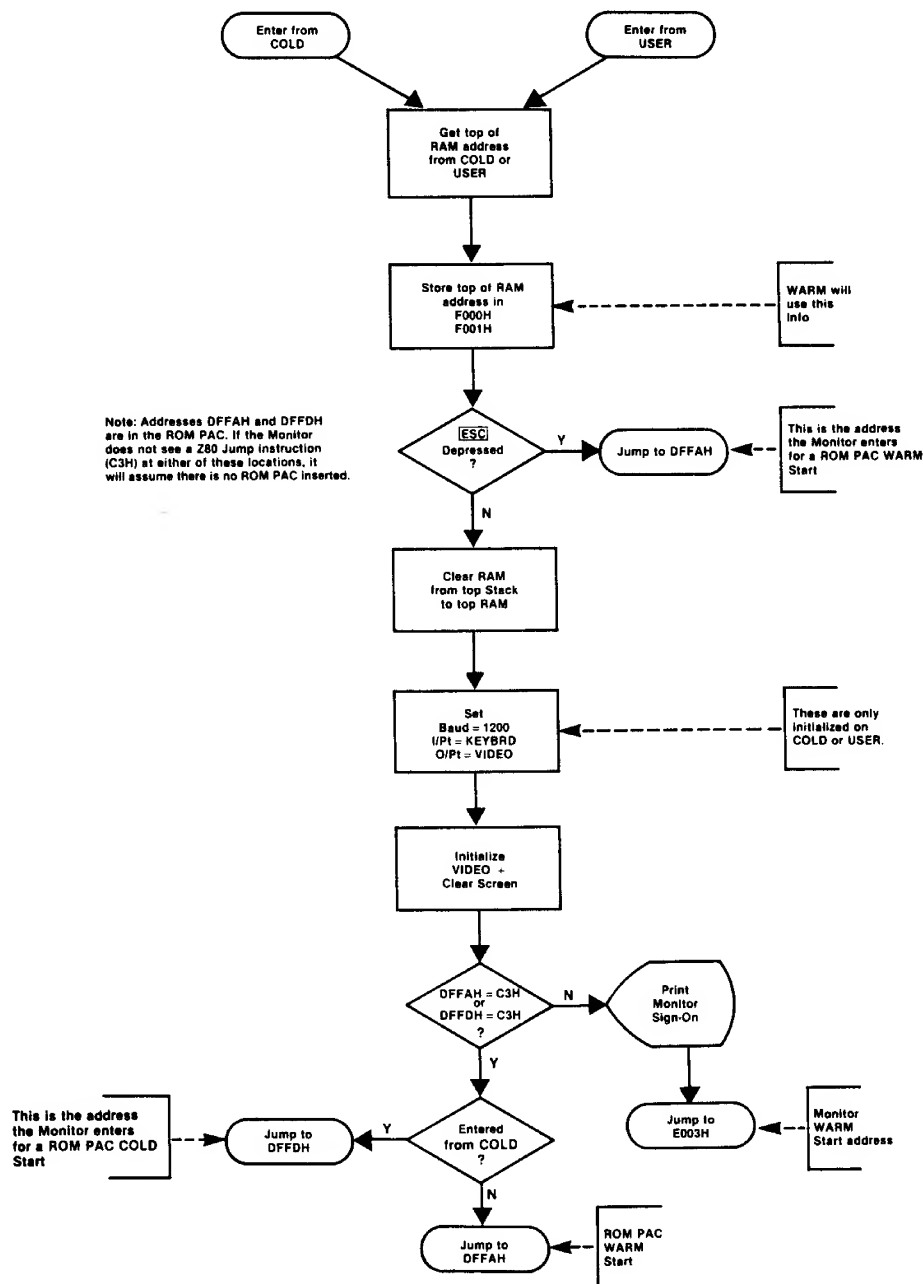 Enter from
COLD
Enter from
USER
Get top of
RAM address
from COLD or
USER
Store top of RAM
address in
F000H
F001H
WARM will
use this
Info
Note: Addresses DFFAH and DFFDH
are in the ROM PAC. If the Monitor
does not see a Z80 Jump instruction
(C3H) at either of these locations, it
will assume there is no ROM PAC inserted.
ESC
Depressed
?
Y
Jump to DFFAH
This is the address
the Monitor enters
for a ROM PAC WARM
Start
N
Clear RAM
from top Stack
to top RAM
Set
Baud = 1200
I/Pt = KEYBRD
O/Pt = VIDEO
These are only
initialized on
COLD or USER.
Initialize
VIDEO +
Clear Screen
DFFAH = C3H
or
DFFDH = C3H
?
N
Print
Monitor
Sign-On
Y
This is the address
the Monitor enters
for a ROM PAC COLD
Start
Jump to
DFFDH
Y
Entered
from COLD
?
Jump to
E003H
Monitor
WARM
Start address
N
Jump to
DFFAH
ROM PAC
WARM
Start